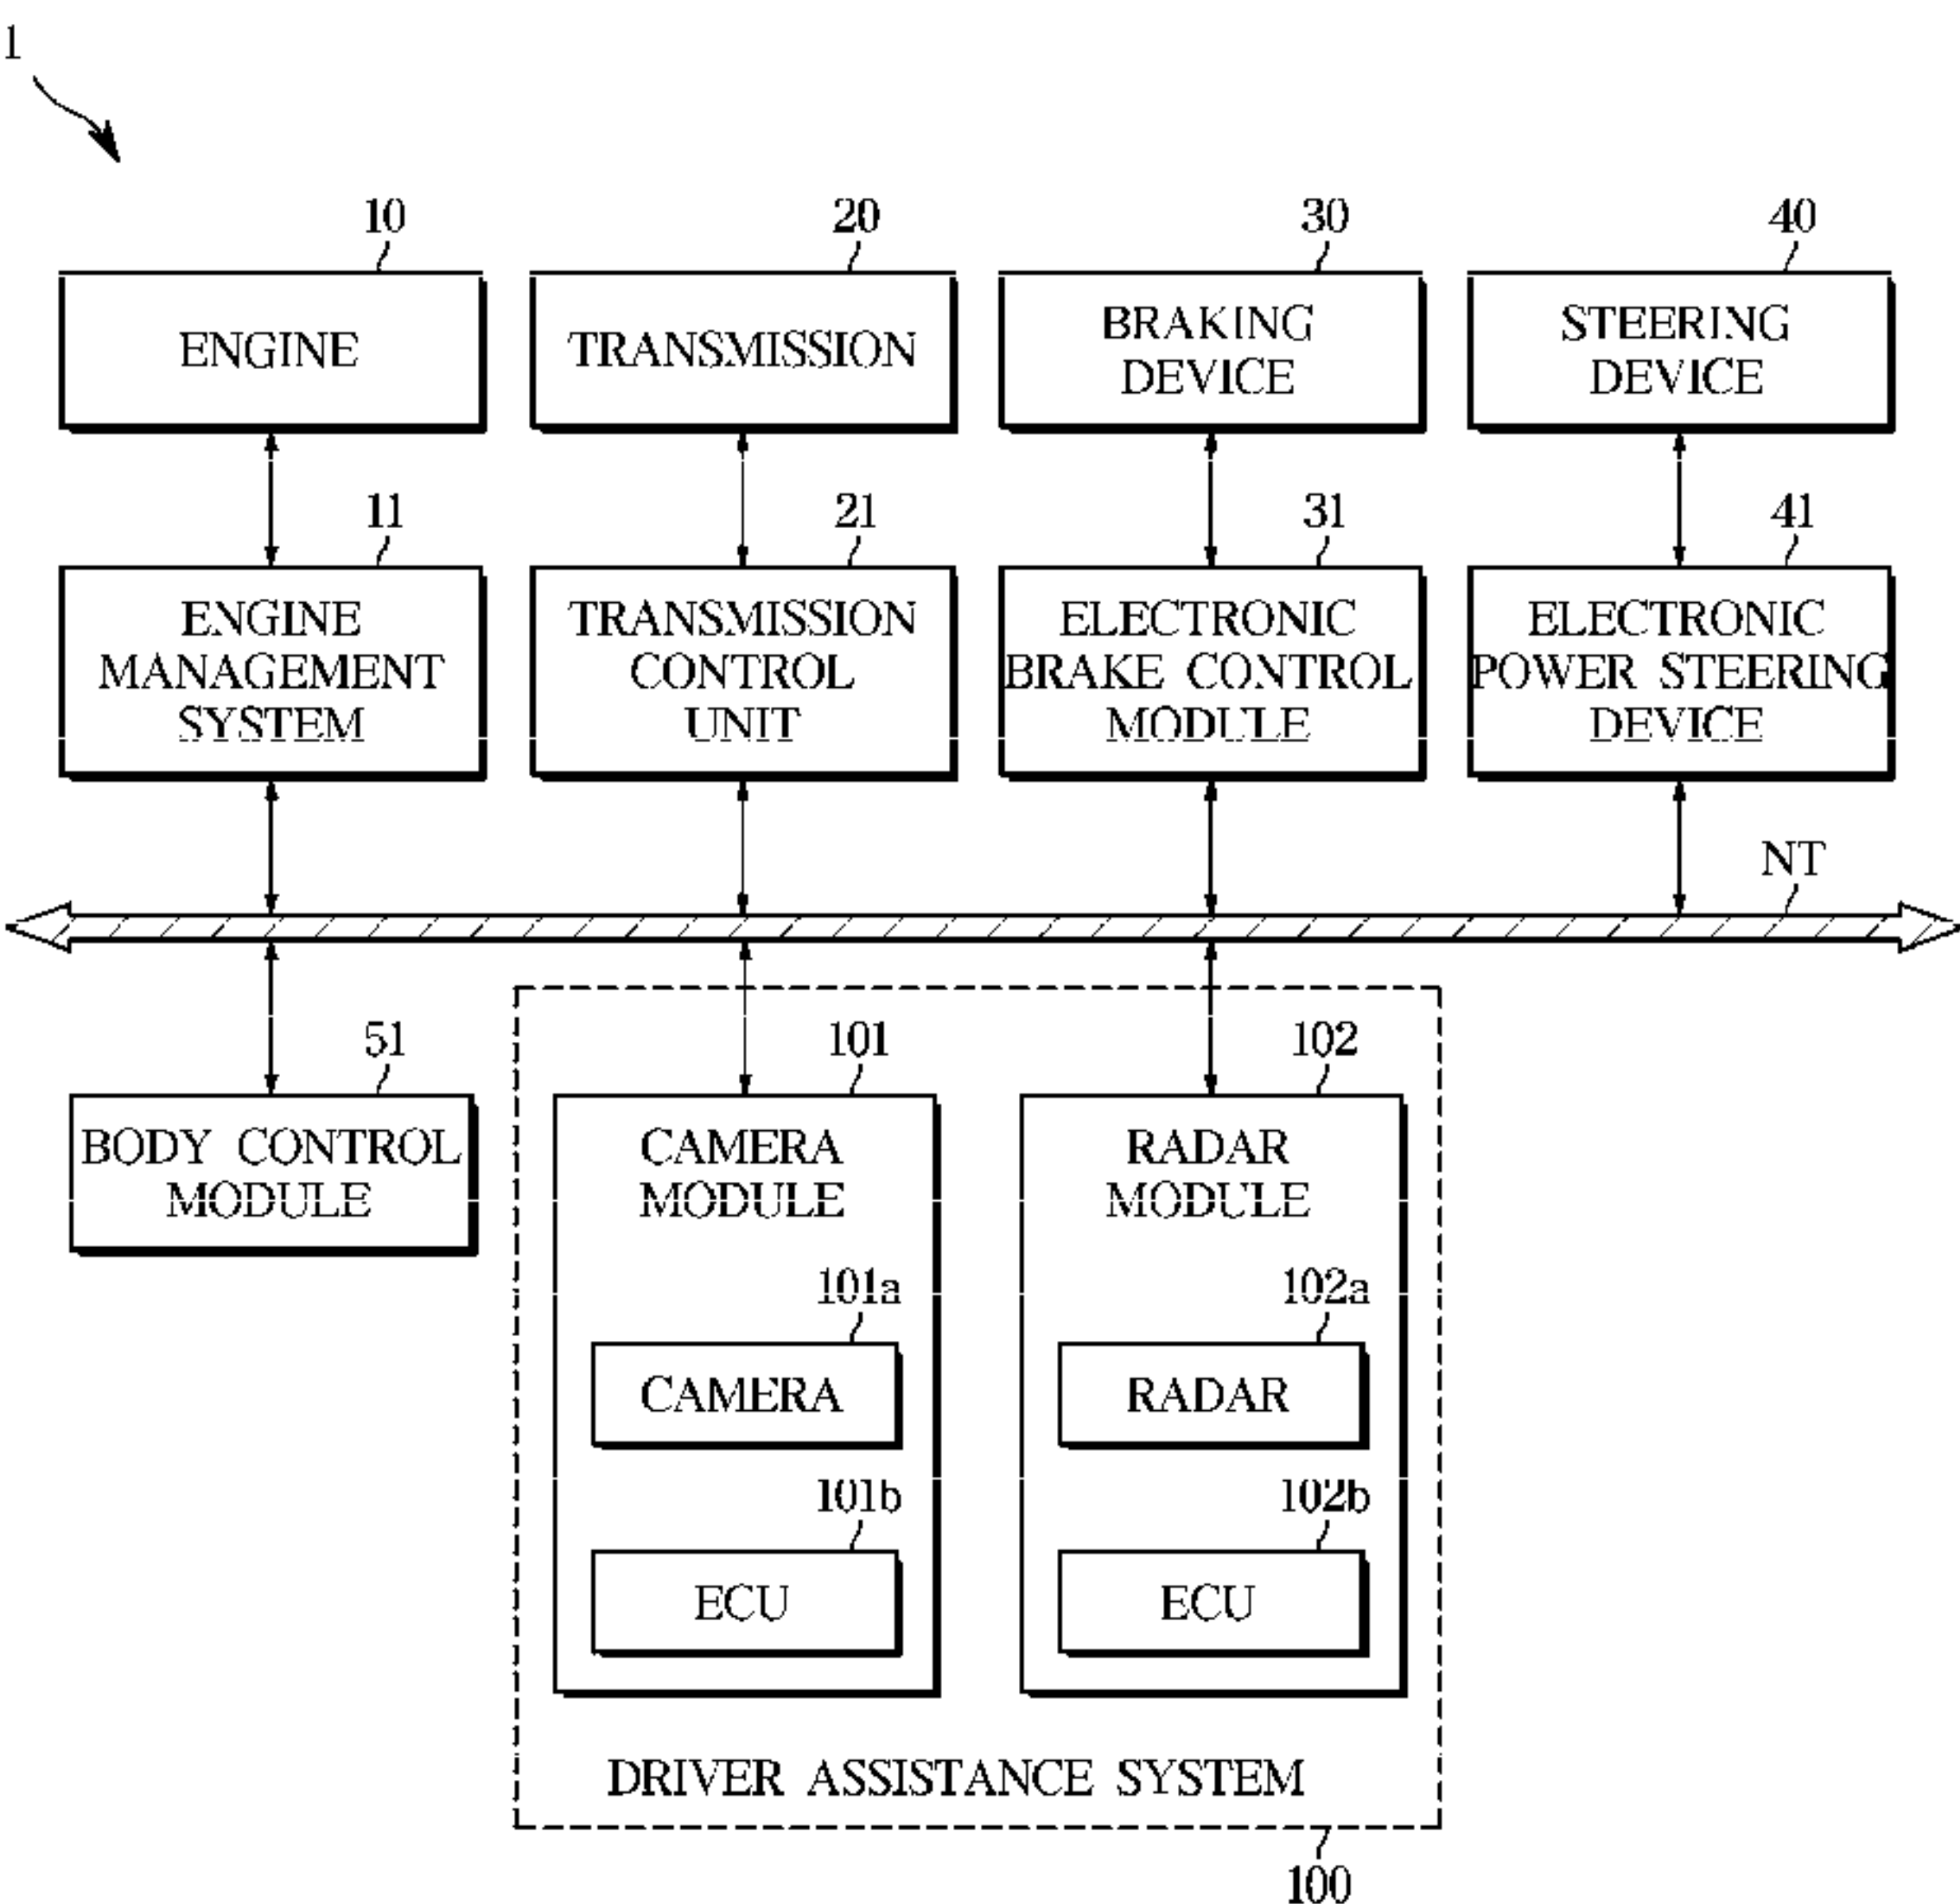 1
10
20
30
40
ENGINE
TRANSMISSION
BRAKING
DEVICE
STEERING
DEVICE
11
21
31
41
ENGINE
MANAGEMENT
SYSTEM
TRANSMISSION
CONTROL
UNIT
ELECTRONIC
BRAKE CONTROL
MODULE
ELECTRONIC
POWER STEERING
DEVICE
NT
51
101
102
BODY CONTROL
MODULE
CAMERA
MODULE
RADAR
MODULE
101a
102a
CAMERA
RADAR
101b
102b
ECU
ECU
DRIVER ASSISTANCE SYSTEM
100